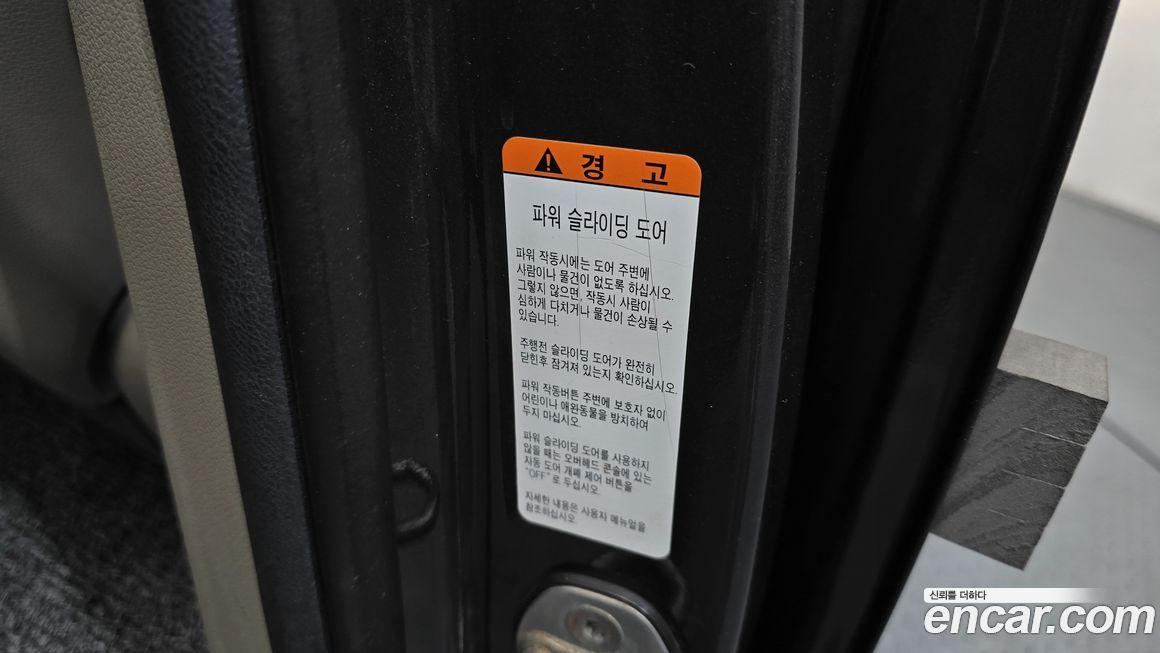 경 고
파워 슬라이딩 도어
파워 작동시에는 도어 주변에
사람이나 물건이 없도록 하십시오.
그렇지 않으면, 작동시 사람이
심하게 다치거나 물건이 손상될 수
있습니다.
주행전 슬라이딩 도어가 완전히
닫힌후 잠겨져 있는지 확인하십시오.
파워 작동버튼 주변에 보호자 없이
어린이나 애완동물을 방치하여
두지 마십시오.
파워 슬라이딩 도어를 사용하지
않을 때는 오버헤드 콘솔에 있는
자동 도어 개폐 제어 버튼을
"OFF"로 두십시오.
자세한 내용은 사용자 메뉴얼을
참조하십시오.
신뢰를 더하다
encar.com